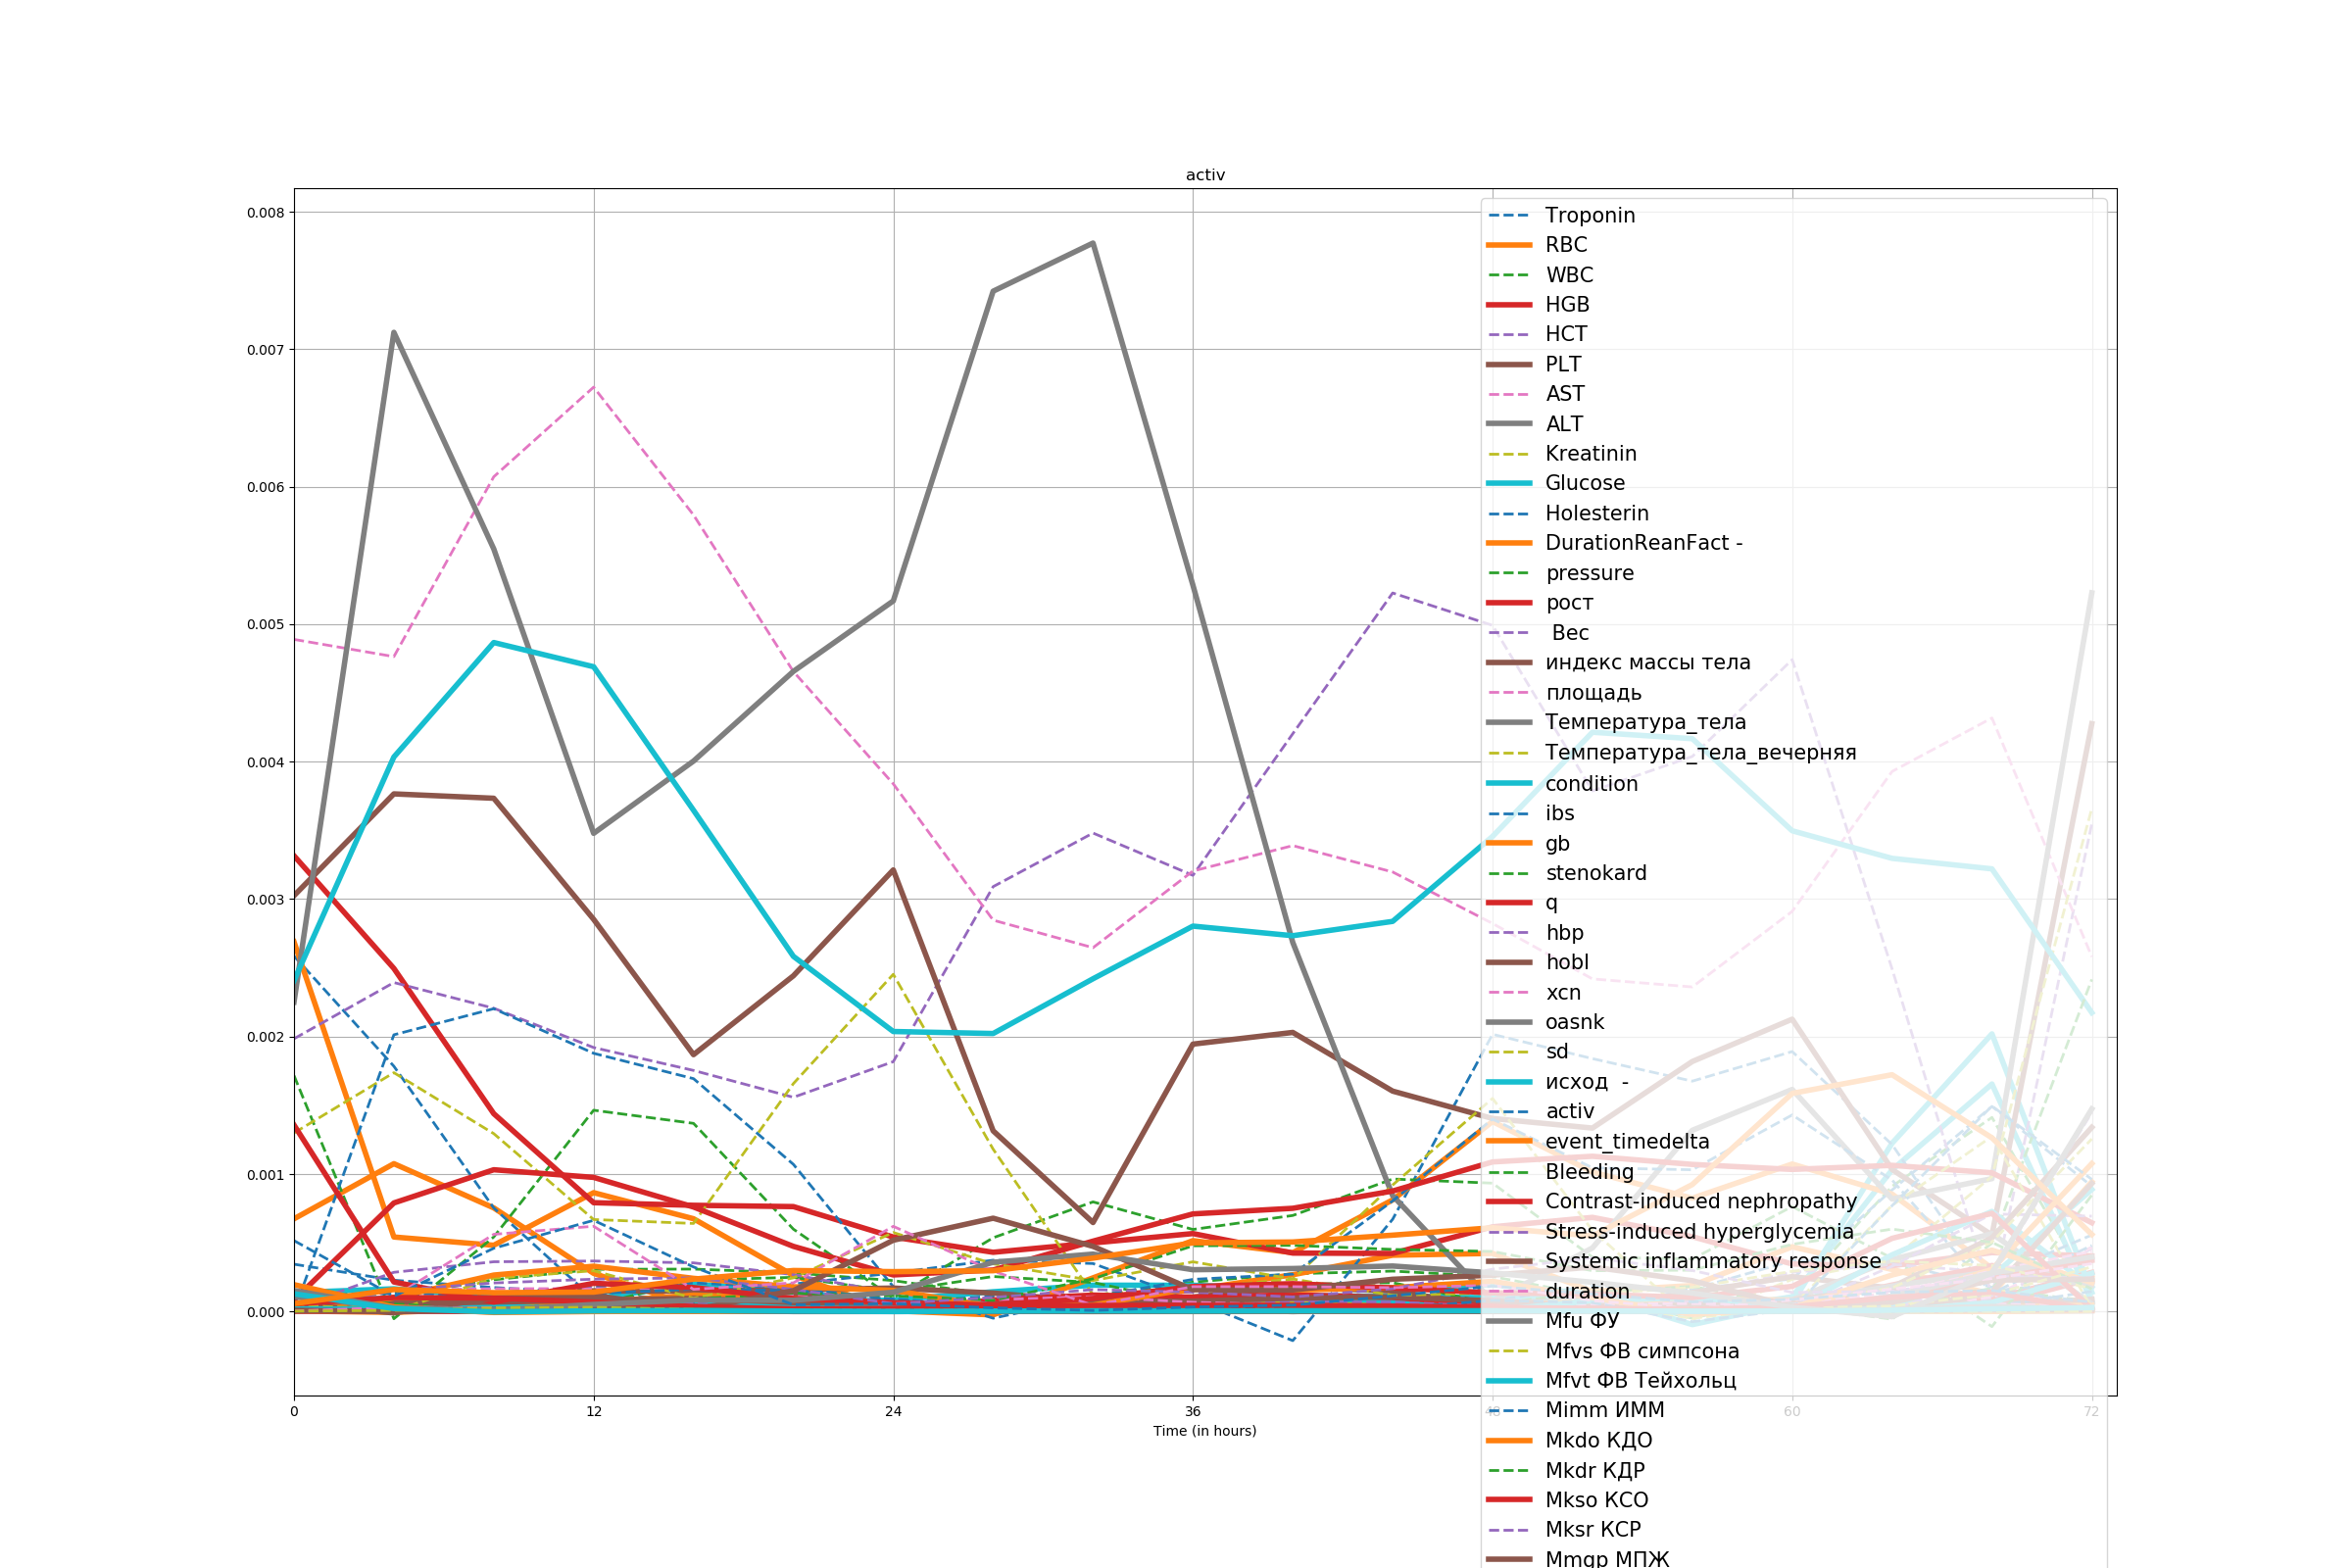 activ
0.008
0.007
0.006
0.005
0.004
0.003
0.002
0.001
0.000
0
12
24
36
48
60
72
Time (in hours)
Troponin
RBC
WBC
HGB
HCT
PLT
AST
ALT
Kreatinin
Glucose
Holesterin
DurationReanFact -
pressure
рост
Вес
индекс массы тела
площадь
Температура_тела
Температура_тела_вечерняя
condition
ibs
gb
stenokard
q
hbp
hobl
xcn
oasnk
sd
исход  -
activ
event_timedelta
Bleeding
Contrast-induced nephropathy
Stress-induced hyperglycemia
Systemic inflammatory response
duration
Mfu ФУ
Mfvs ФВ симпсона
Mfvt ФВ Тейхольц
Mimm ИММ
Mkdo КДО
Mkdr КДР
Mkso КСО
Mksr КСР
Mmgp МПЖ